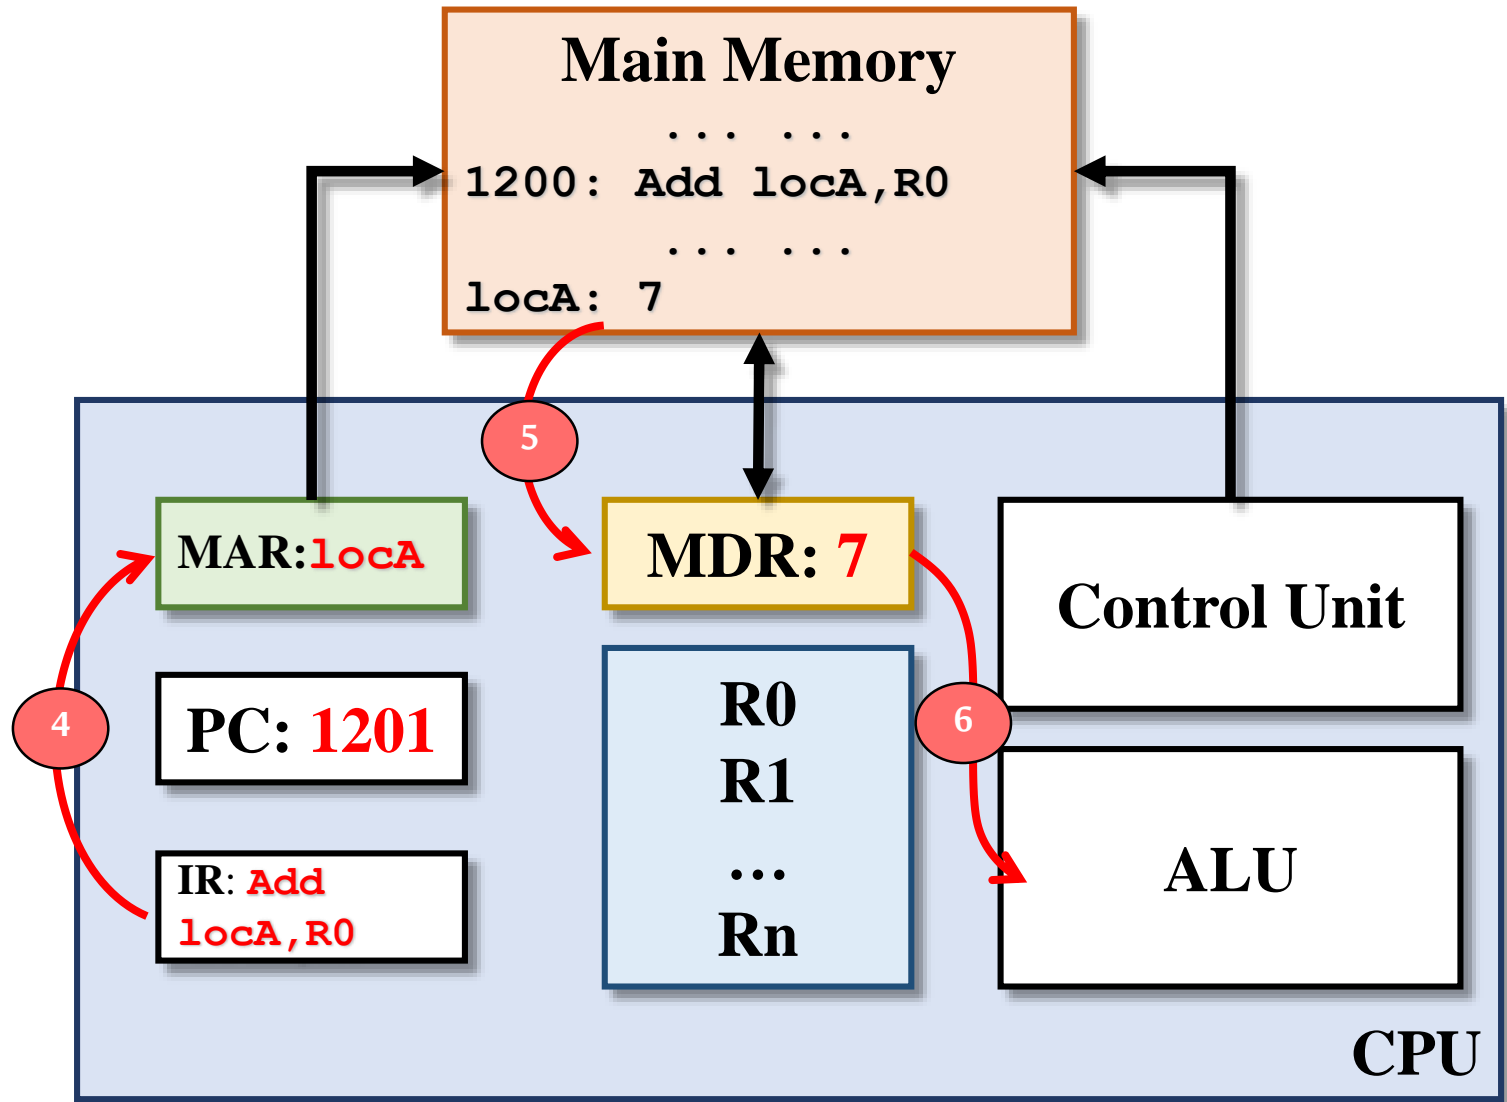 Main Memory
... ...
1200: Add locA,R0
... ...
locA: 7
5
MAR:locA
MDR: 7
Control Unit
4
PC: 1201
R0
R1
...
Rn
6
IR: Add
locA,R0
ALU
CPU